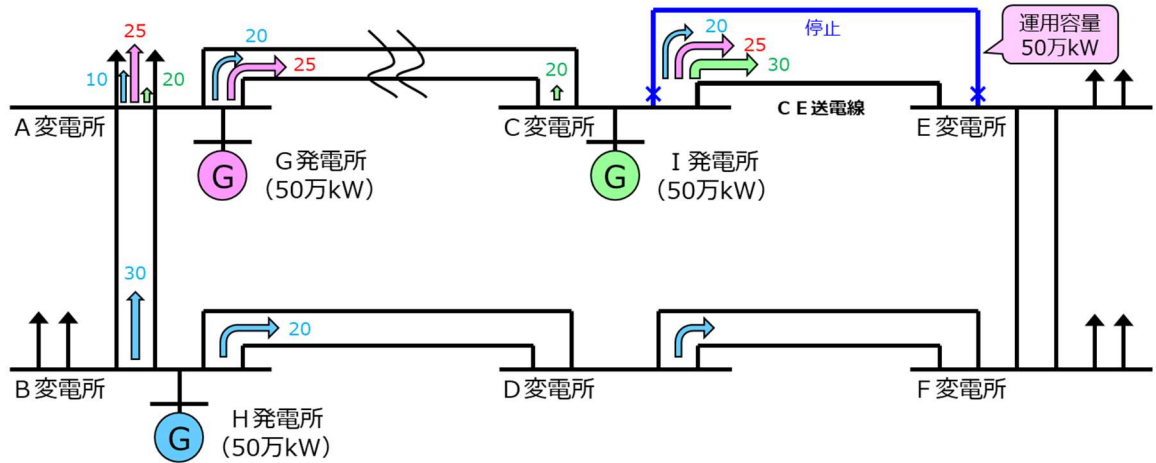 25
10
20
20
25
20
20
25
30
停止
運用容量
50万kW
A変電所
C変電所
CE送電線
E変電所
G
G発電所
(50万kW)
G
I発電所
(50万kW)
30
20
B変電所
D変電所
F変電所
G
H発電所
(50万kW)